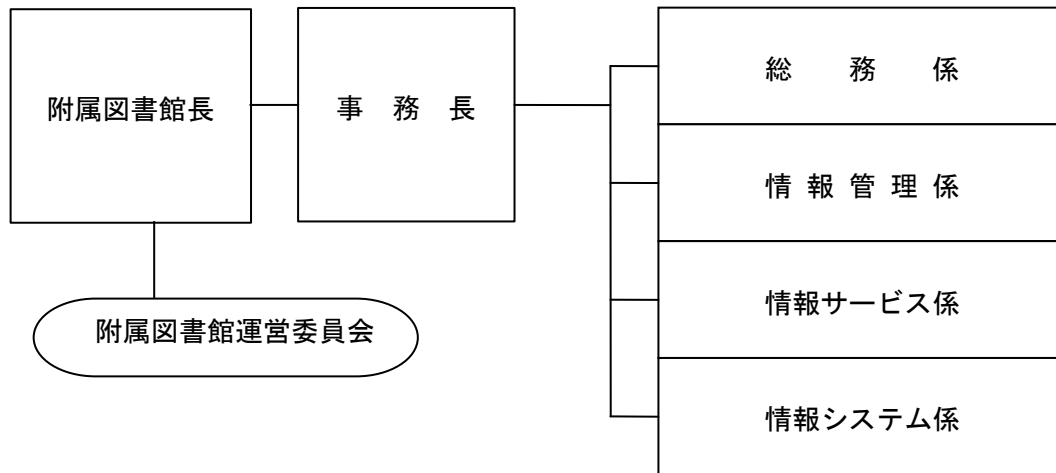 附属図書館長
事務長
総務係
情報管理係
情報サービス係
情報システム係
附属図書館運営委員会